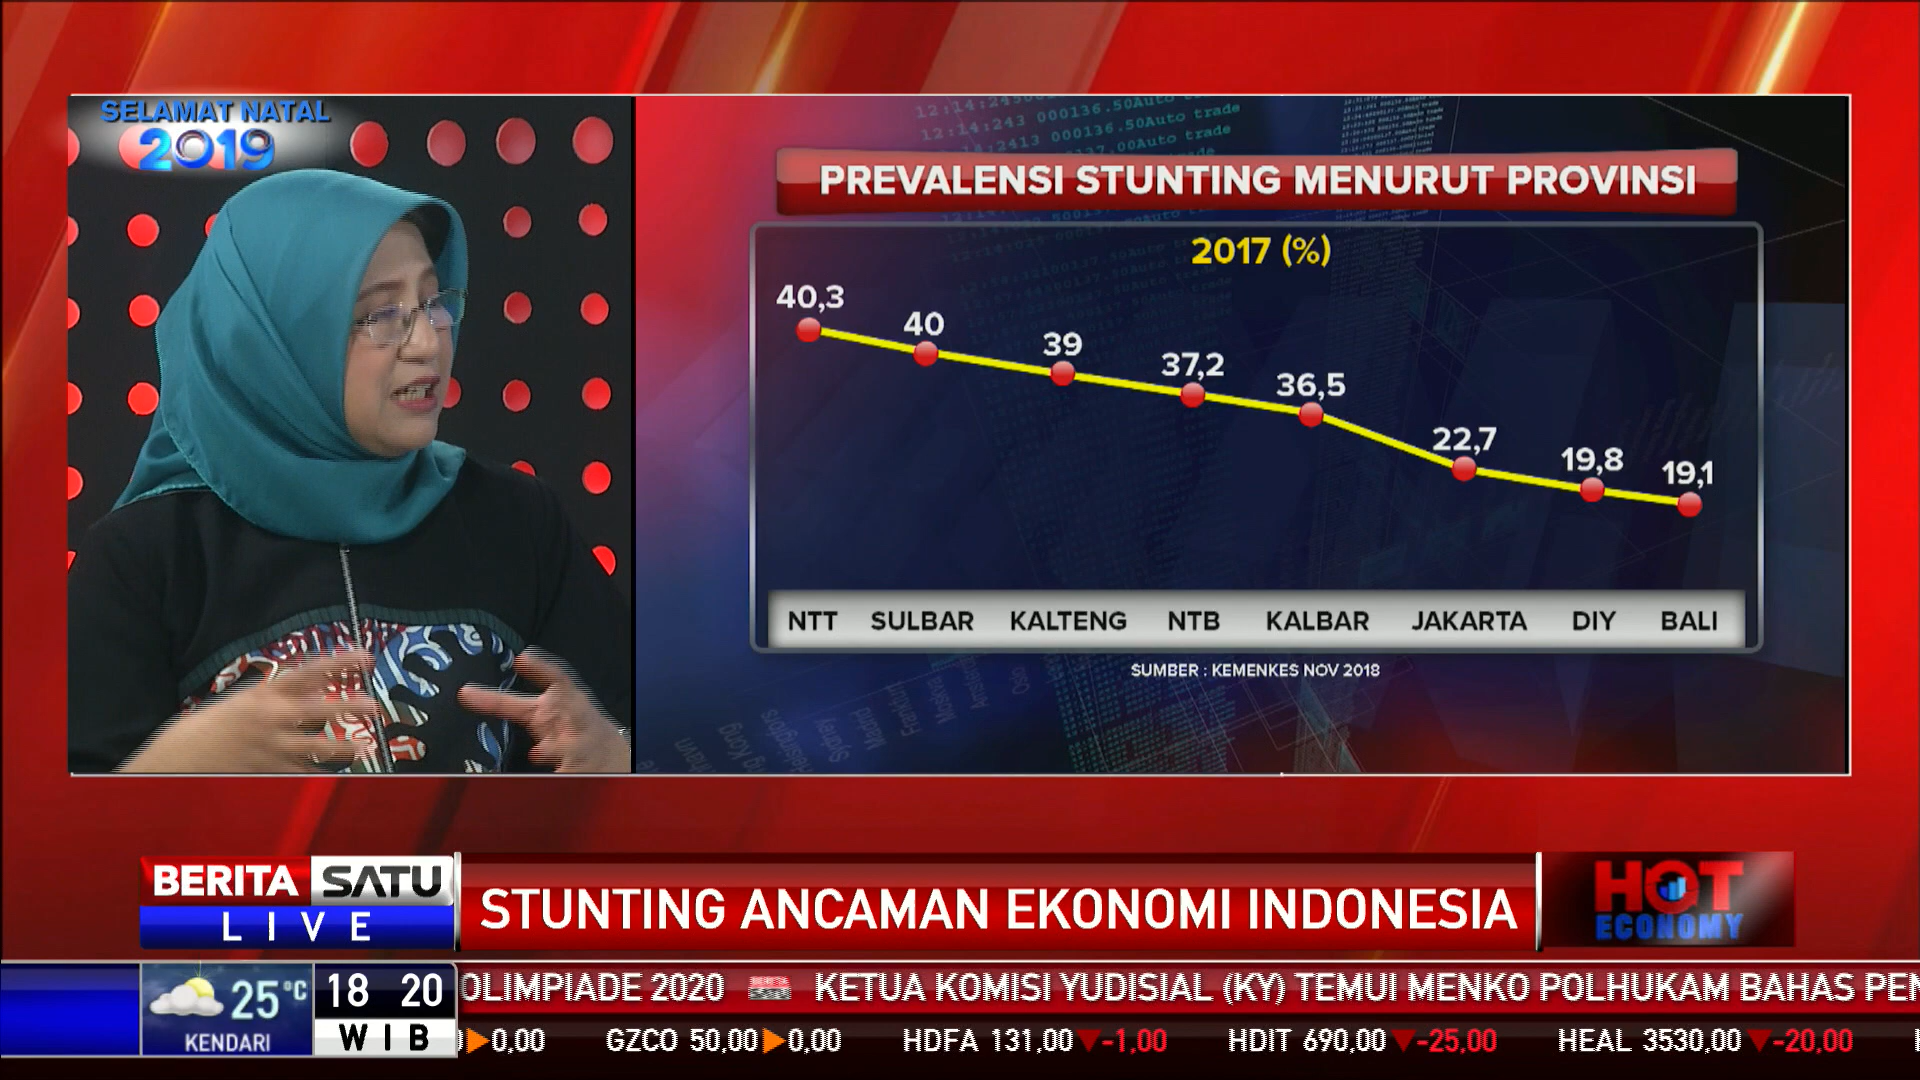 SELAMAT NATAL
2019
PREVALENSI STUNTING MENURUT PROVINSI
2017 (%)
40,3
40
39
37,2
36,5
22,7
19,8
19,1
NTT SULBAR KALTENG NTB KALBAR JAKARTA DIY BALI
SUMBER : KEMENKES NOV 2018
BERITA SATU
LIVE
STUNTING ANCAMAN EKONOMI INDONESIA
HOT
ECONOMY
25°C
KENDARI
18 20
WIB
OLIMPIADE 2020 KETUA KOMISI YUDISIAL (KY) TEMUI MENKO POLHUKAM BAHAS PEN
0,00 GZCO 50,00 0,00 HDFA 131,00 -1,00 HDIT 690,00 -25,00 HEAL 3530,00 -20,00